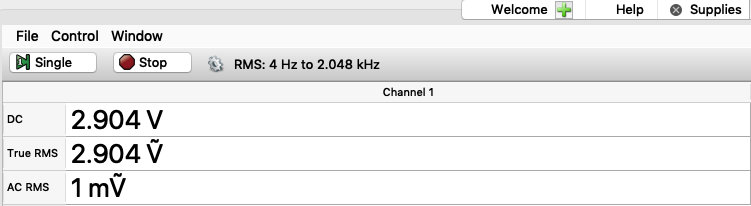 Welcome Help Supplies
File Control Window
Single Stop RMS: 4 Hz to 2.048 kHz
Channel 1
DC 2.904 V
True RMS 2.904 Ṽ
AC RMS 1 mṼ